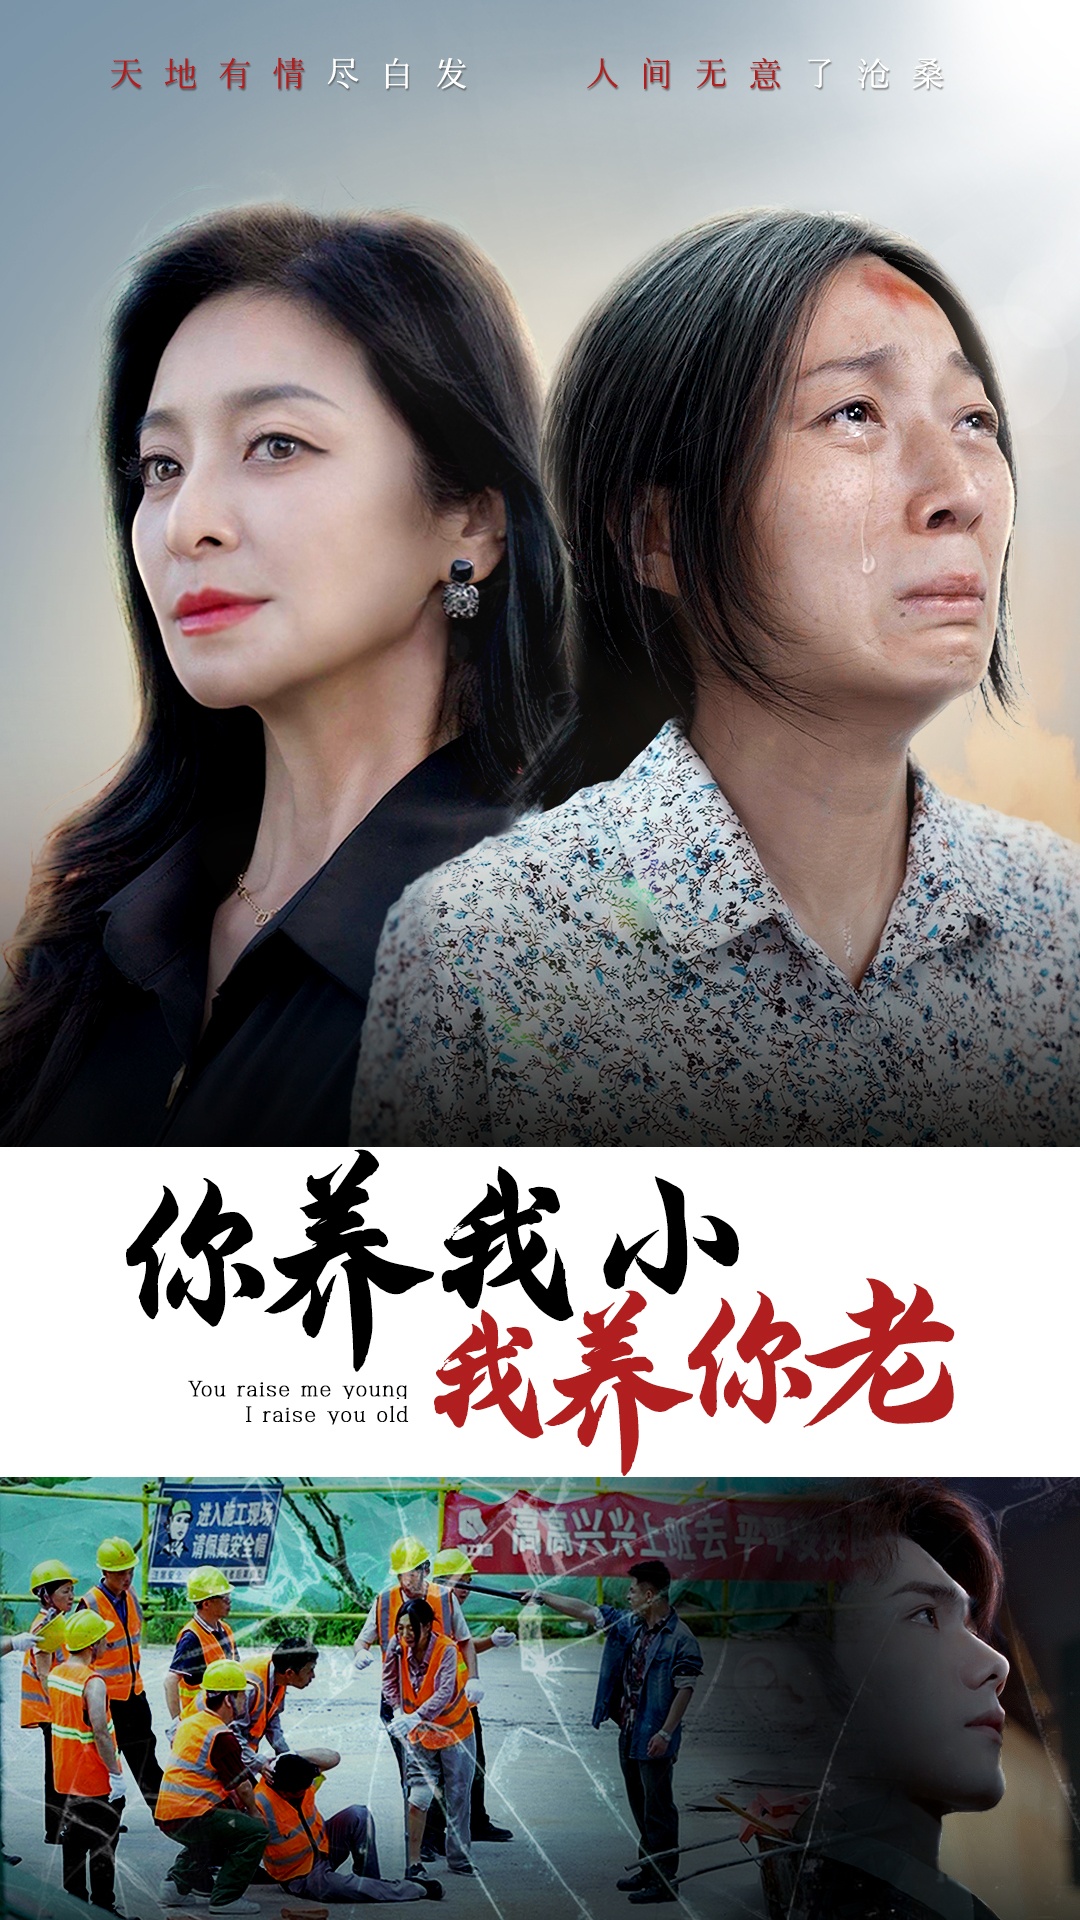 天地有情尽白发 人间无意了沧桑
你养我小
我养你老
You raise me young
I raise you old
进入施工现场
请佩戴安全帽
高高兴兴上班去 平平安安